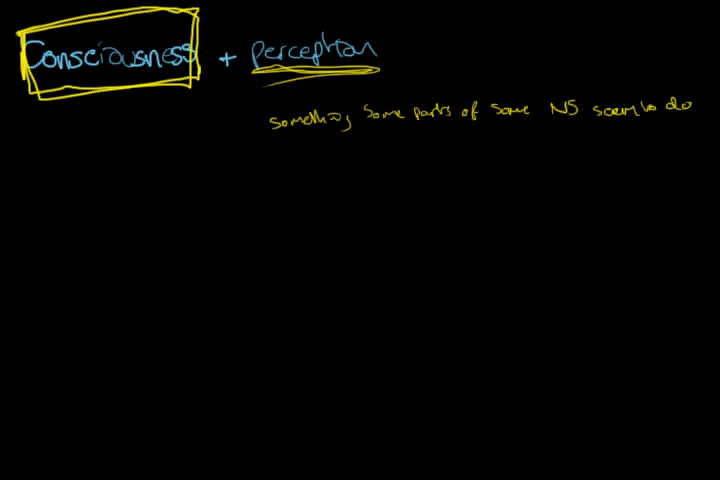 Consciousness + perception
something some parts of some NS seem to do